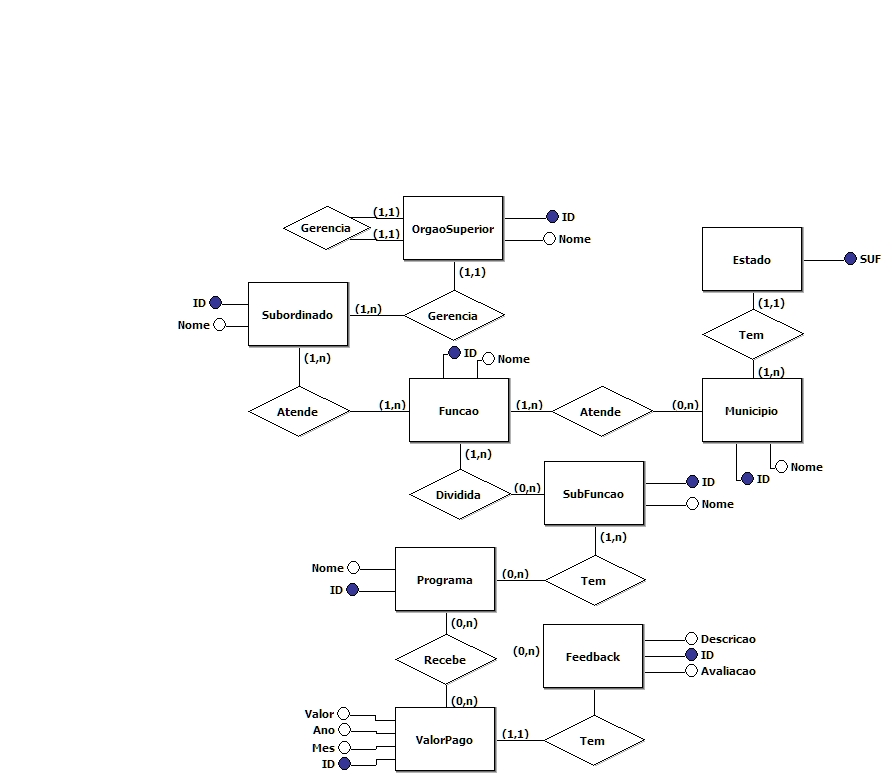 (1,1)
Gerencia
(1,1)
OrgaoSuperior
ID
Nome
(1,1)
Estado
SUF
(1,1)
ID
Nome
Subordinado
(1,n)
Gerencia
Tem
(1,n)
(1,n)
ID
Nome
Atende
(1,n)
Funcao
(1,n)
Atende
(0,n)
Municipio
Nome
ID
(1,n)
Dividida
(0,n)
SubFuncao
ID
Nome
(1,n)
Nome
ID
Programa
(0,n)
Tem
(0,n)
Recebe
(0,n)
(0,n)
Feedback
Descricao
ID
Avaliacao
Valor
Ano
Mes
ID
ValorPago
(1,1)
Tem